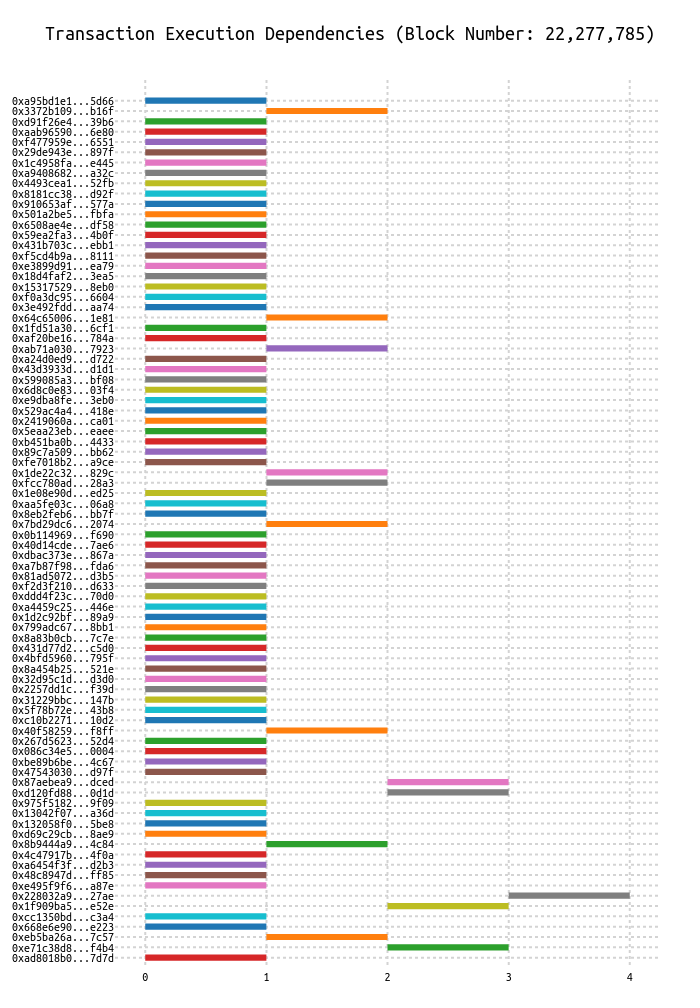 Transaction Execution Dependencies (Block Number: 22,277,785)
0xa95bd1e1...5d66
0x3372b109...b16f
0xd91f26e4...39b6
0xaab96590...6e80
0xf477959e...6551
0x29de943e...897f
0x1c4958fa...e445
0xa9408682...a32c
0x4493cea1...52fb
0x8181cc38...d92f
0x910653af...577a
0x501a2be5...fbfa
0x6508ae4e...df58
0x59ea2fa3...4b0f
0x431b703c...ebb1
0xf5cd4b9a...8111
0xe3899d91...ea79
0x18d4faf2...3ea5
0x15317529...8eb0
0xf0a3dc95...6604
0x3e492fdd...aa74
0x64c65006...1e81
0x1fd51a30...6cf1
0xaf20be16...784a
0xab71a030...7923
0xa24d0ed9...d722
0x43d3933d...d1d1
0x599085a3...bf08
0x6d8c0e83...03f4
0xe9dba8fe...3eb0
0x529ac4a4...418e
0x2419060a...ca01
0x5eaa23eb...eaee
0xb451ba0b...4433
0x89c7a509...bb62
0xfe7018b2...a9ce
0x1de22c32...829c
0xfcc780ad...28a3
0x1e08e90d...ed25
0xaa5fe03c...06a8
0x8eb2feb6...bb7f
0x7bd29dc6...2074
0x0b114969...f690
0x40d14cde...7ae6
0xdbac373e...867a
0xa7b87f98...fda6
0x81ad5072...d3b5
0xf2d3f210...d633
0xddd4f23c...70d0
0xa4459c25...446e
0x1d2c92bf...89a9
0x799adc67...8bb1
0x8a83b0cb...7c7e
0x431d77d2...c5d0
0x4bfd5960...795f
0x8a454b25...521e
0x32d95c1d...d3d0
0x2257dd1c...f39d
0x31229bbc...147b
0x5f78b72e...43b8
0xc10b2271...10d2
0x40f58259...f8ff
0x267d5623...52d4
0x086c34e5...0004
0xbe89b6be...4c67
0x47543030...d97f
0x87aebea9...dced
0xd120fd88...0d1d
0x975f5182...9f09
0x13042f07...a36d
0x132058f0...5be8
0xd69c29cb...8ae9
0x8b9444a9...4c84
0x4c47917b...4f0a
0xa6454f3f...d2b3
0x48c8947d...ff85
0xe495f9f6...a87e
0x228032a9...27ae
0x1f909ba5...e52e
0xcc1350bd...c3a4
0x668e6e90...e223
0xeb5ba26a...7c57
0xe71c38d8...f4b4
0xad8018b0...7d7d
0 1 2 3 4